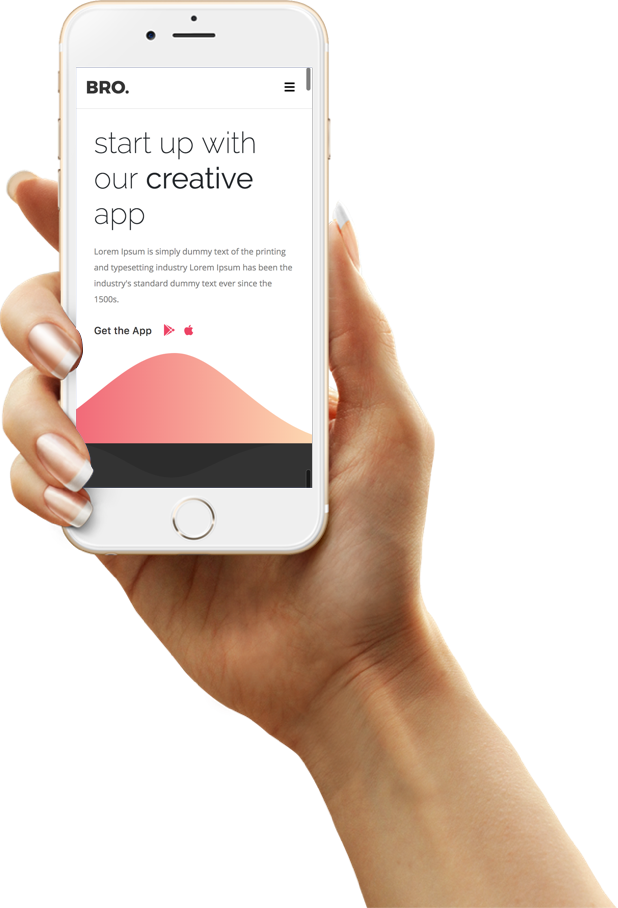 BRO.
start up with
our creative
app
Lorem Ipsum is simply dummy text of the printing
and typesetting industry Lorem Ipsum has been the
industry's standard dummy text ever since the
1500s.
Get the App